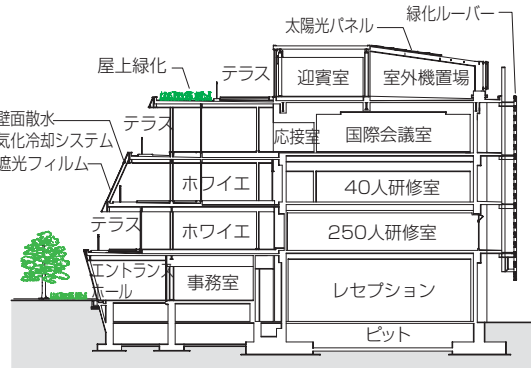 緑化ルーバー
太陽光パネル
屋上緑化
テラス
迎賓室
室外機置場
壁面散水
気化冷却システム
遮光フィルム
テラス
応接室
国際会議室
ホワイエ
40人研修室
テラス
ホワイエ
250人研修室
エントランス
ホール
事務室
レセプション
ピット